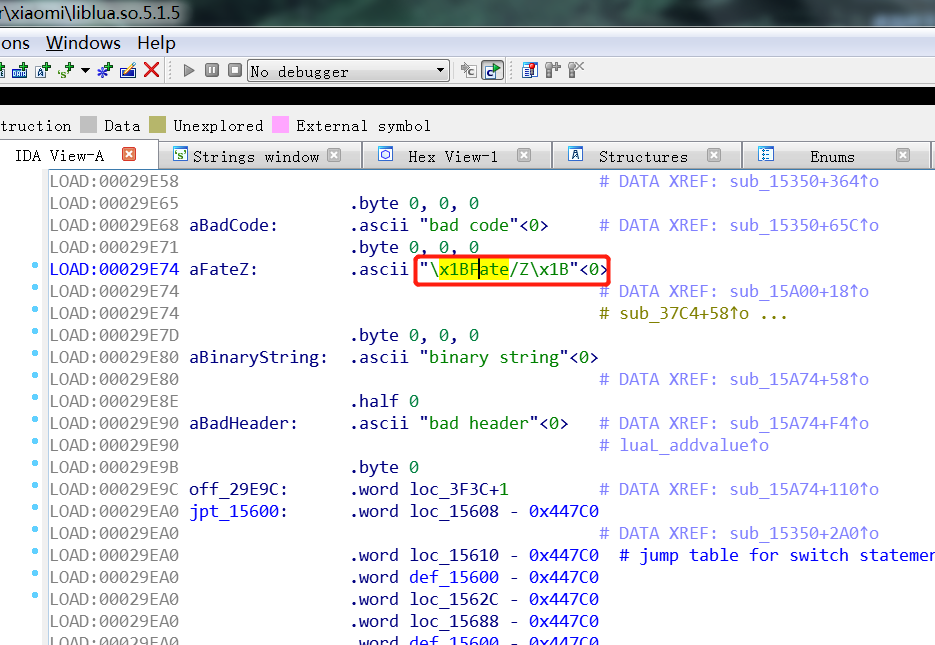 r\xiaomi\liblua.so.5.1.5
ons Windows Help
No debugger
truction Data Unexplored External symbol
IDA View-A Strings window Hex View-1 Structures Enums
LOAD:00029E58 # DATA XREF: sub_15350+364↑o
LOAD:00029E65 .byte 0, 0, 0
LOAD:00029E68 aBadCode: .ascii "bad code"<0> # DATA XREF: sub_15350+65C↑o
LOAD:00029E71 .byte 0, 0, 0
LOAD:00029E74 aFateZ: .ascii "\x1BFate/Z\x1B"<0>
LOAD:00029E74 # DATA XREF: sub_15A00+18↑o
LOAD:00029E74 # sub_37C4+58↑o ...
LOAD:00029E7D .byte 0, 0, 0
LOAD:00029E80 aBinaryString: .ascii "binary string"<0>
LOAD:00029E80 # DATA XREF: sub_15A74+58↑o
LOAD:00029E8E .half 0
LOAD:00029E90 aBadHeader: .ascii "bad header"<0> # DATA XREF: sub_15A74+F4↑o
LOAD:00029E90 # luaL_addvalue↑o
LOAD:00029E9B .byte 0
LOAD:00029E9C off_29E9C: .word loc_3F3C+1 # DATA XREF: sub_15A74+110↑o
LOAD:00029EA0 jpt_15600: .word loc_15608 - 0x447C0
LOAD:00029EA0 # DATA XREF: sub_15350+2A0↑o
LOAD:00029EA0 .word loc_15610 - 0x447C0 # jump table for switch statemen
LOAD:00029EA0 .word def_15600 - 0x447C0
LOAD:00029EA0 .word loc_1562C - 0x447C0
LOAD:00029EA0 .word loc_15688 - 0x447C0
LOAD:00029EA0 .word def_15600 - 0x447C0